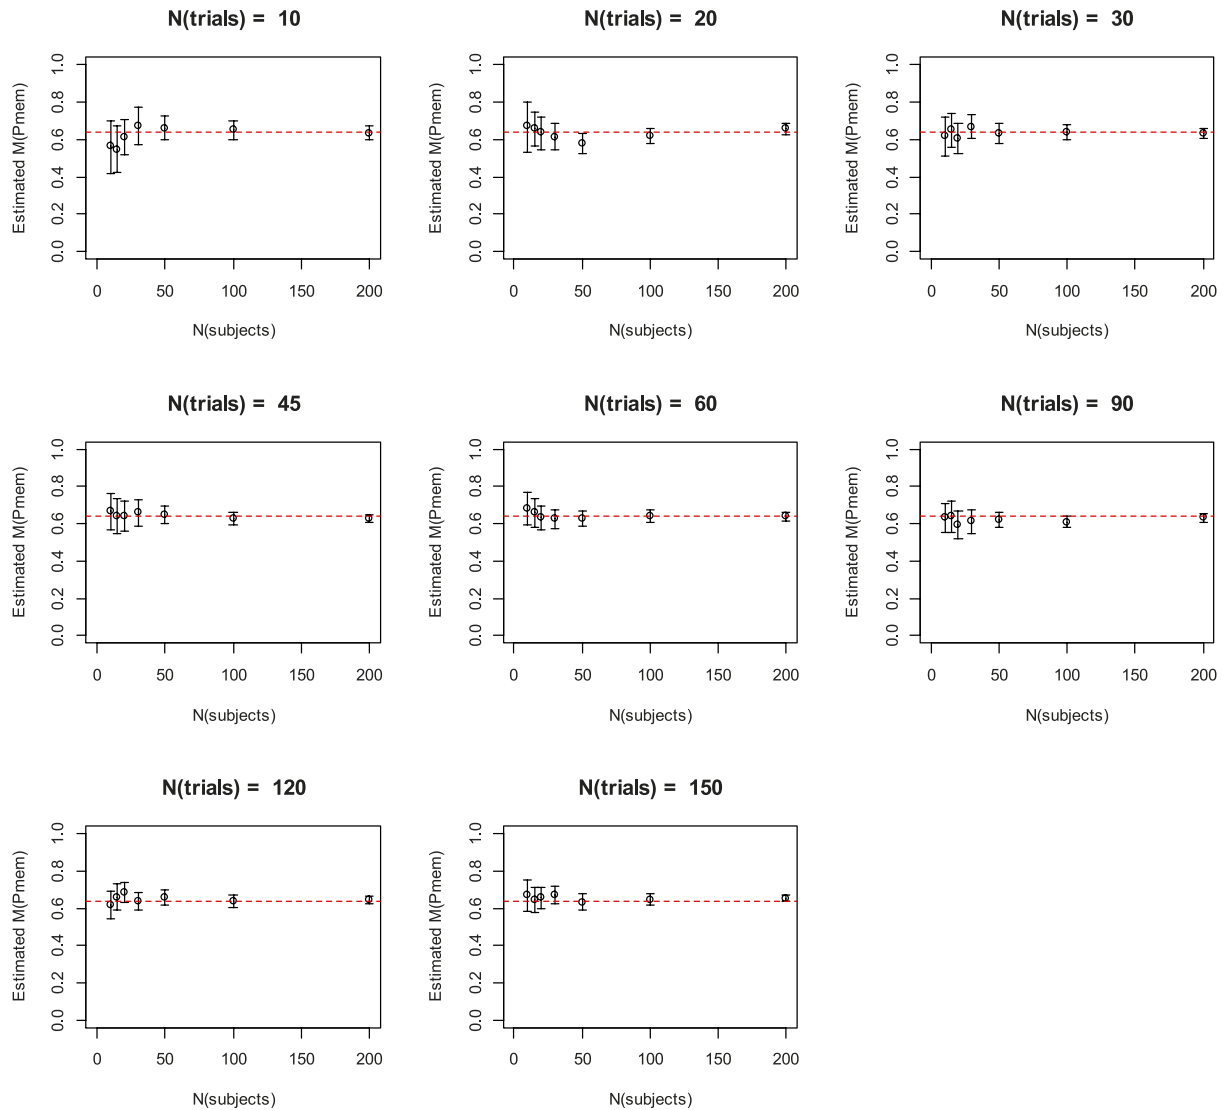 N(trials) = 10
N(trials) = 20
N(trials) = 30
Estimated M(Pmem)
0.0 0.2 0.4 0.6 0.8 1.0
0 50 100 150 200
N(subjects)
Estimated M(Pmem)
0.0 0.2 0.4 0.6 0.8 1.0
0 50 100 150 200
N(subjects)
Estimated M(Pmem)
0.0 0.2 0.4 0.6 0.8 1.0
0 50 100 150 200
N(subjects)
N(trials) = 45
N(trials) = 60
N(trials) = 90
Estimated M(Pmem)
0.0 0.2 0.4 0.6 0.8 1.0
0 50 100 150 200
N(subjects)
Estimated M(Pmem)
0.0 0.2 0.4 0.6 0.8 1.0
0 50 100 150 200
N(subjects)
Estimated M(Pmem)
0.0 0.2 0.4 0.6 0.8 1.0
0 50 100 150 200
N(subjects)
N(trials) = 120
N(trials) = 150
Estimated M(Pmem)
0.0 0.2 0.4 0.6 0.8 1.0
0 50 100 150 200
N(subjects)
Estimated M(Pmem)
0.0 0.2 0.4 0.6 0.8 1.0
0 50 100 150 200
N(subjects)